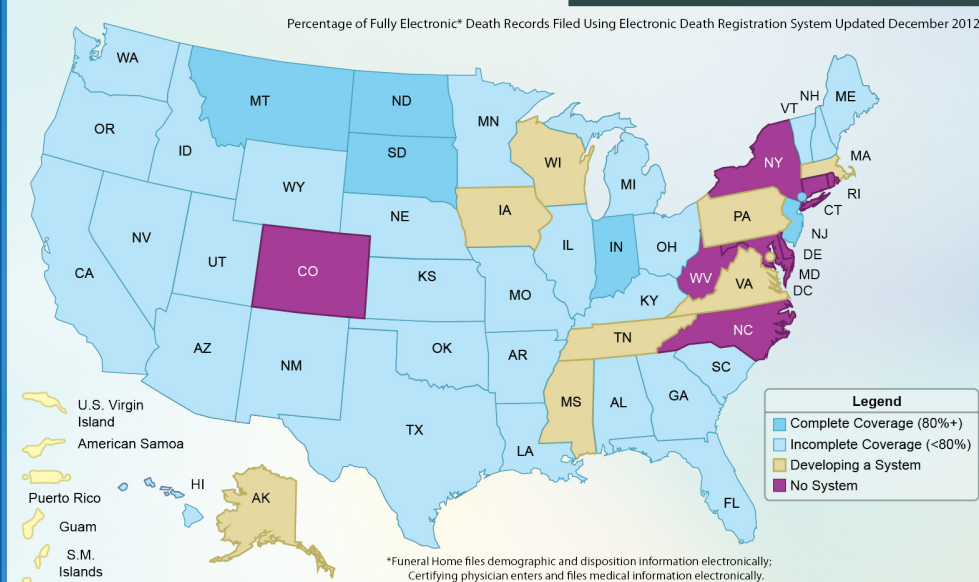 Percentage of Fully Electronic* Death Records Filed Using Electronic Death Registration System Updated December 2012
WA
MT
ND
MN
VT
NH
ME
OR
ID
SD
WI
NY
MA
WY
MI
RI
CT
NE
IA
PA
NJ
NV
UT
CO
IL
IN
OH
DE
MD
DC
CA
KS
MO
WV
VA
KY
AZ
NM
OK
AR
TN
NC
SC
TX
MS
AL
GA
LA
FL
Legend
Complete Coverage (80%+)
Incomplete Coverage (<80%)
Developing a System
No System
U.S. Virgin
Island
American Samoa
Puerto Rico
HI
AK
Guam
S.M.
Islands
*Funeral Home files demographic and disposition information electronically;
Certifying physician enters and files medical information electronically.